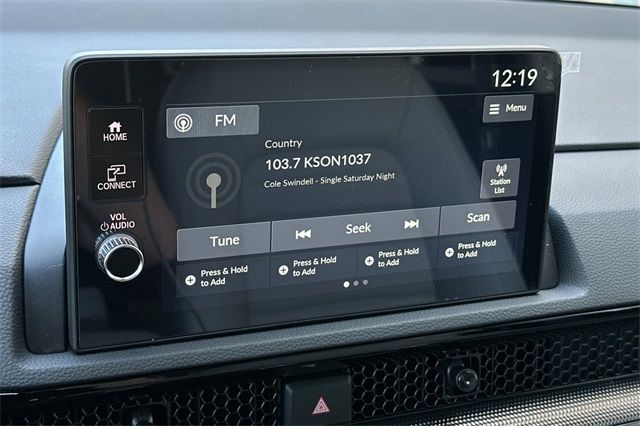 12:19
HOME
FM
Menu
Country
103.7 KSON1037
Cole Swindell - Single Saturday Night
CONNECT
Station
List
VOL
AUDIO
Tune
Seek
Scan
Press & Hold
to Add
Press & Hold
to Add
Press & Hold
to Add
Press & Hold
to Add